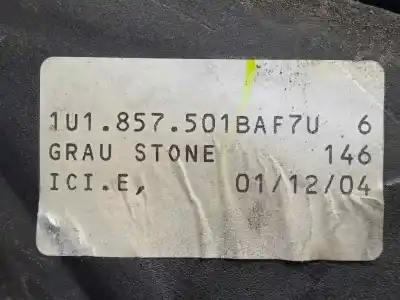 1U1.857.501BAF7U 6
GRAU STONE 146
ICI.E, 01/12/04